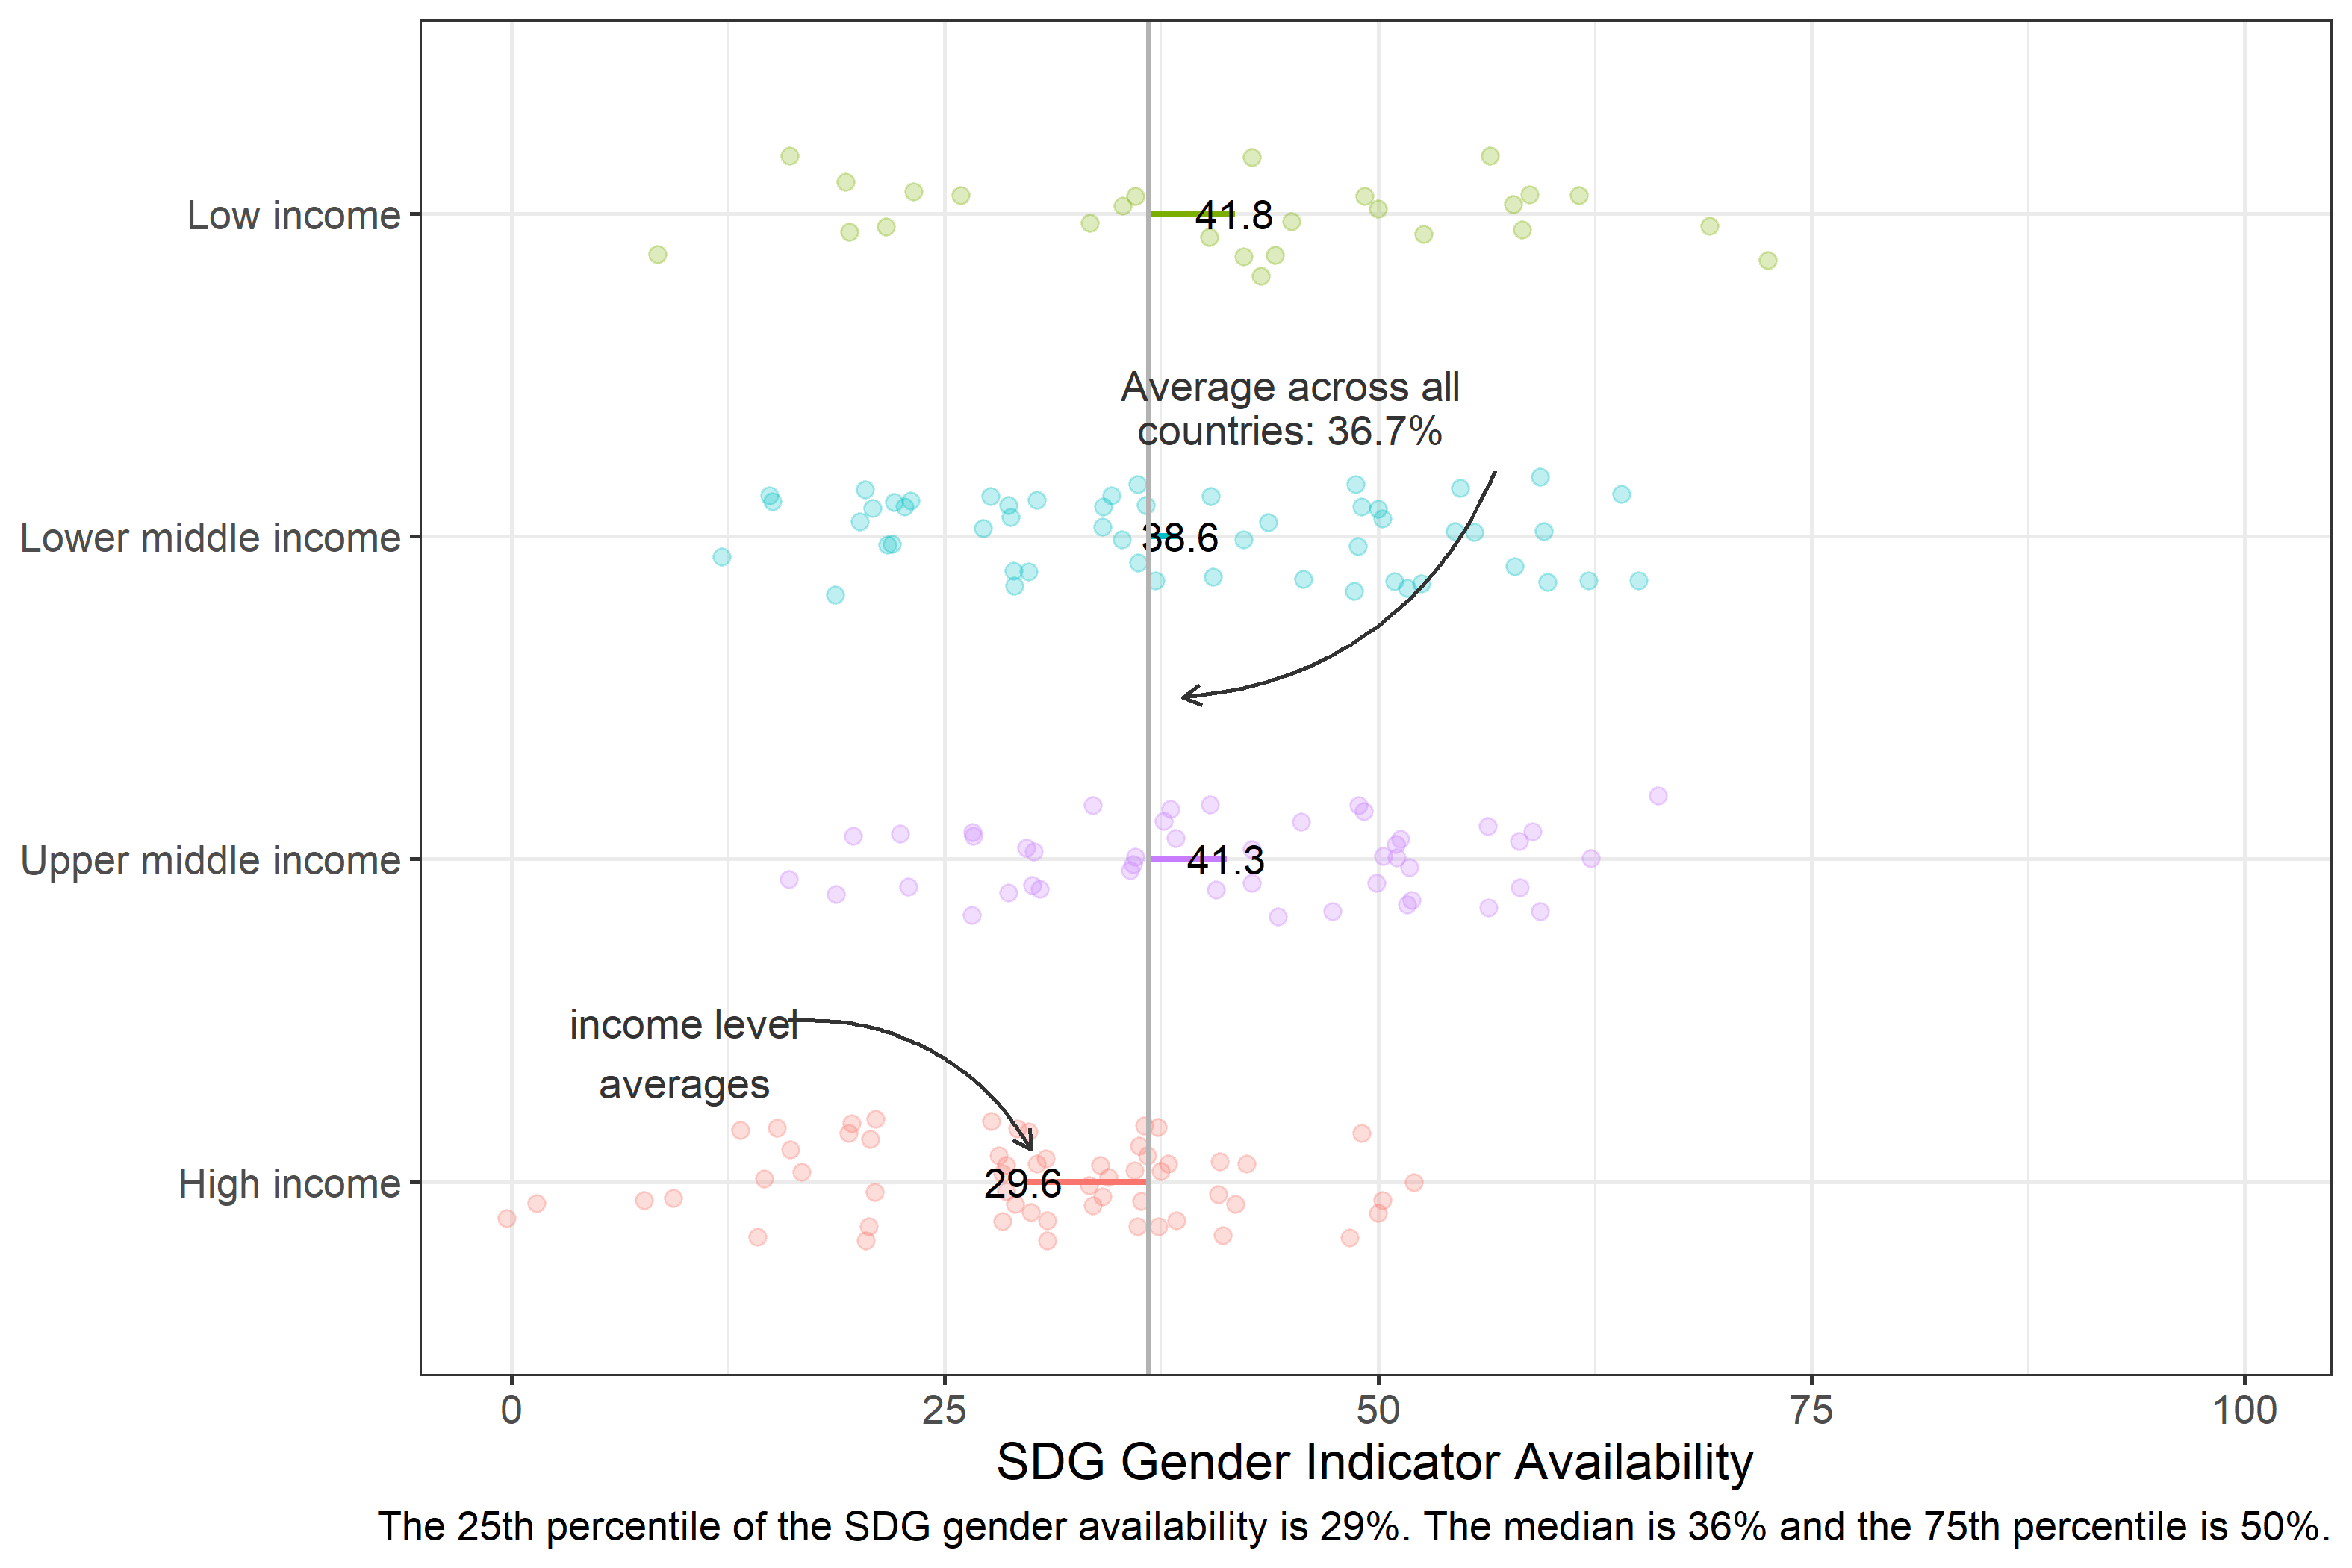 Low income
41.8
Average across all
countries: 36.7%
Lower middle income
38.6
Upper middle income
41.3
income level
averages
High income
29.6
0 25 50 75 100
SDG Gender Indicator Availability
The 25th percentile of the SDG gender availability is 29%. The median is 36% and the 75th percentile is 50%.